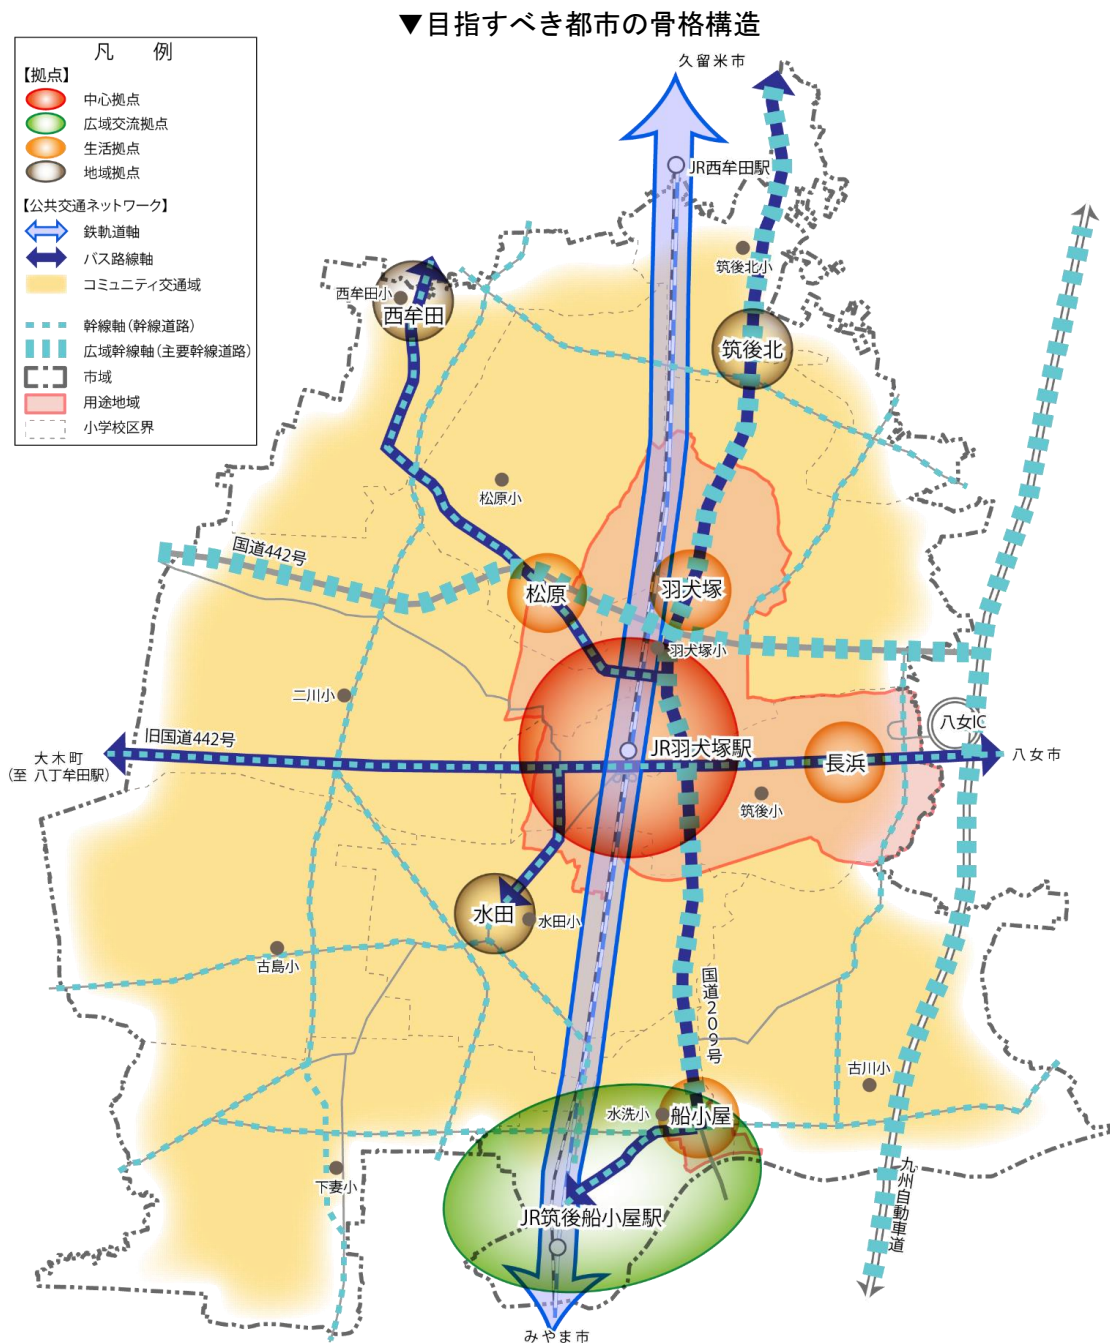 ▼目指すべき都市の骨格構造
凡 例
【拠点】
中心拠点
広域交流拠点
生活拠点
地域拠点
【公共交通ネットワーク】
鉄軌道軸
バス路線軸
コミュニティ交通域
幹線軸(幹線道路)
広域幹線軸(主要幹線道路)
市域
用途地域
小学校区界
久留米市
JR西牟田駅
筑後北小
西牟田小
西牟田
筑後北
松原小
国道442号
松原
羽犬塚
羽犬塚小
二川小
旧国道442号
大木町
(至 八丁牟田駅)
JR羽犬塚駅
長浜
八女IC
八女市
筑後小
水田
水田小
古島小
国道209号
古川小
水洗小
船小屋
下妻小
JR筑後船小屋駅
九州自動車道
みやま市